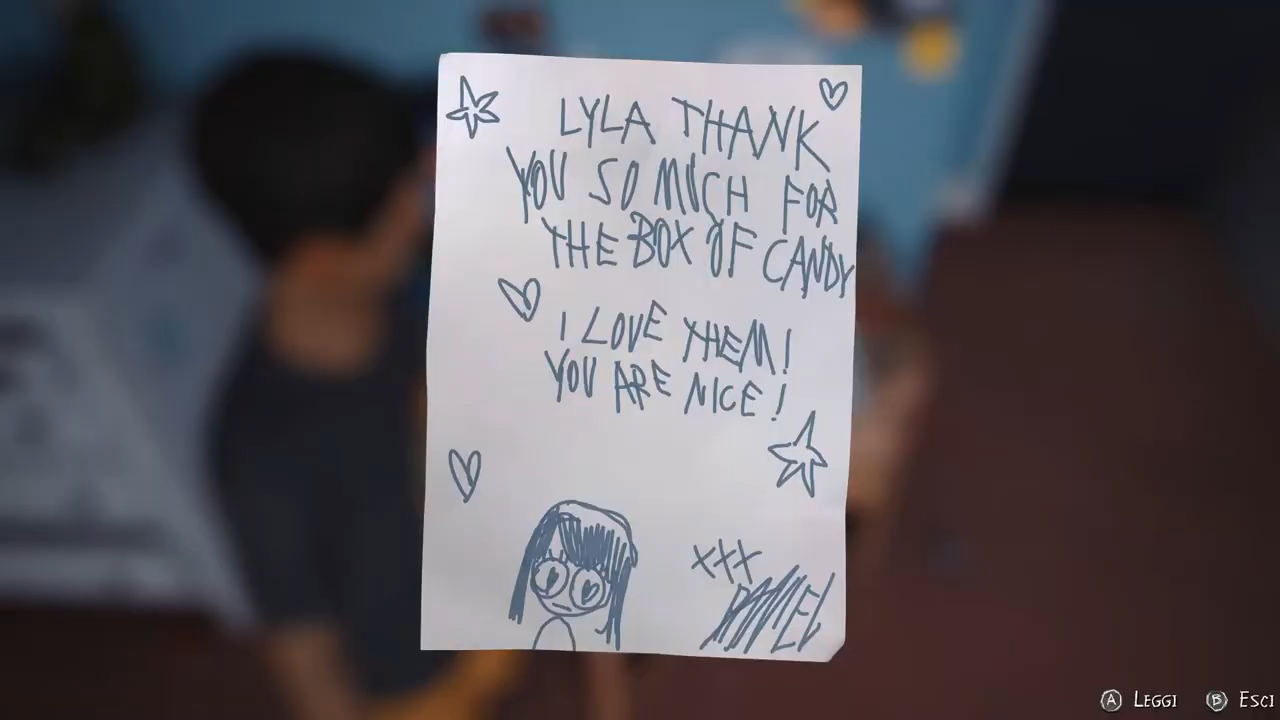 LYLA THANK
YOU SO MUCH FOR
THE BOX OF CANDY
I LOVE THEM!
YOU ARE NICE!
XXX
DANIEL
A LEGGI B ESCI